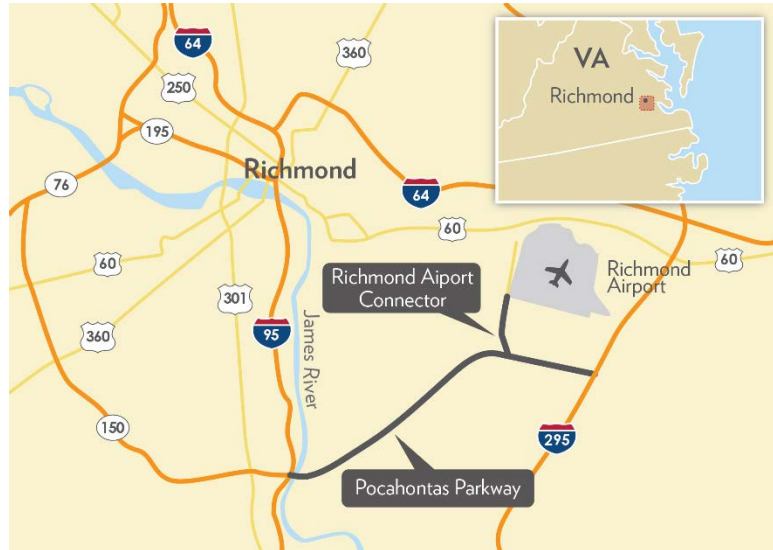 64
360
250
195
76
Richmond
64
60
60
301
360
95
James River
150
Richmond Aiport
Connector
Richmond
Airport
60
295
Pocahontas Parkway
VA
Richmond